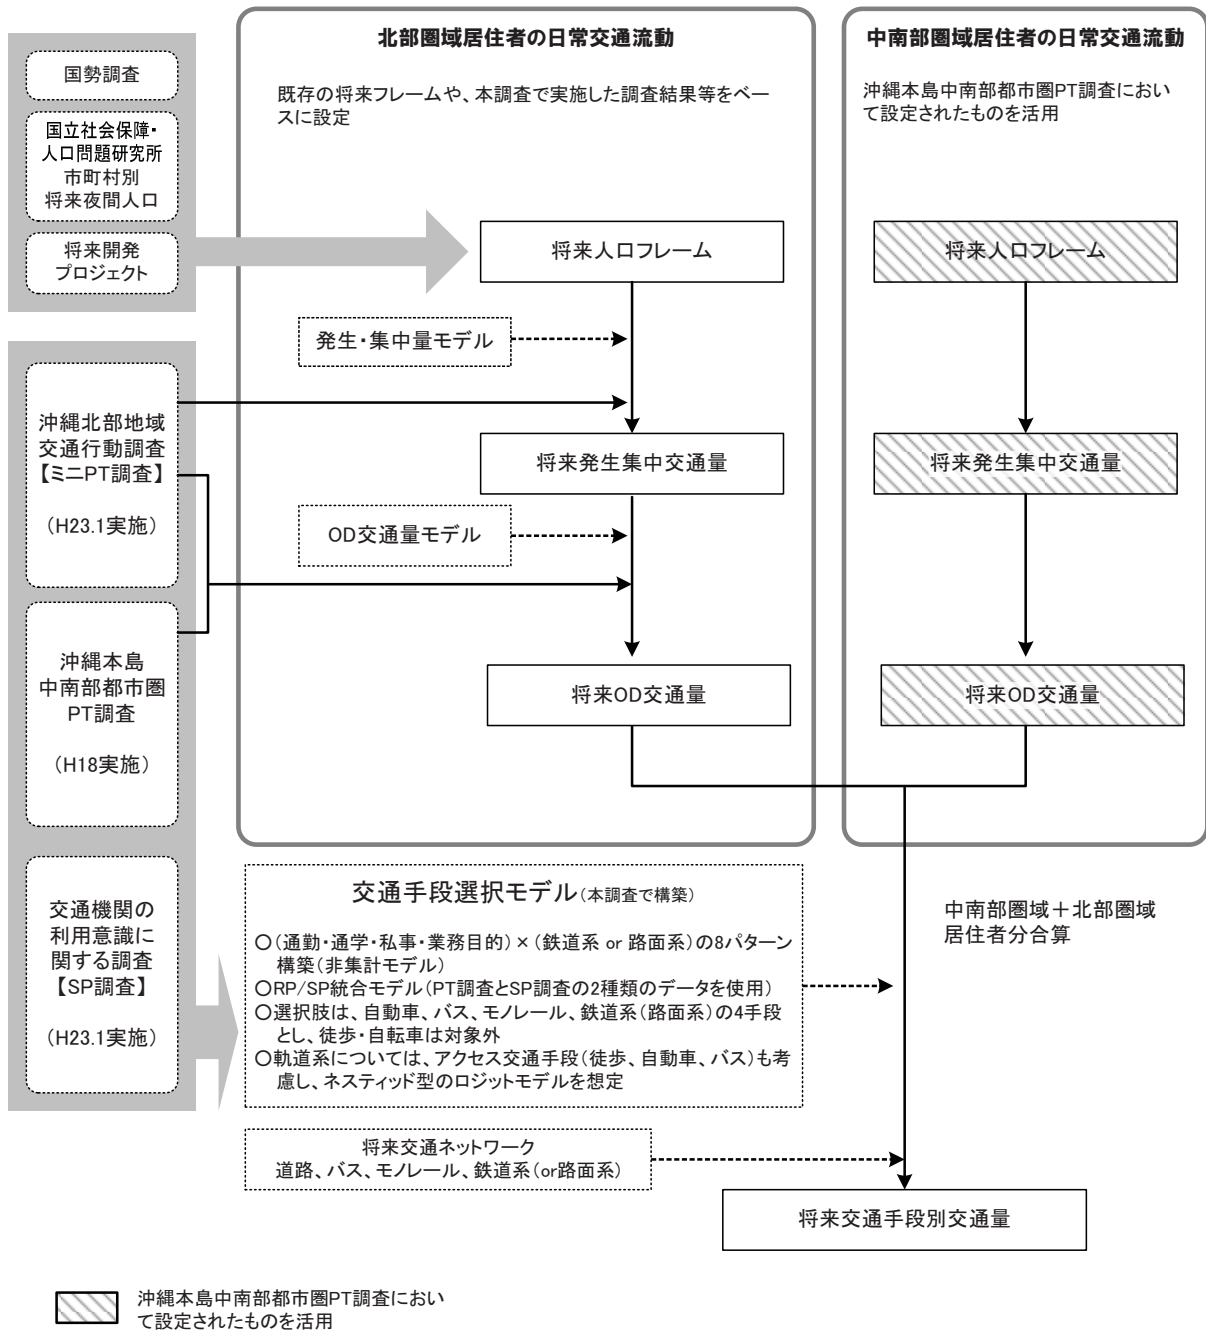 北部圏域居住者の日常交通流動
既存の将来フレームや、本調査で実施した調査結果等をベー
スに設定
中南部圏域居住者の日常交通流動
沖縄本島中南部都市圏PT調査におい
て設定されたものを活用
国勢調査
国立社会保障・
人口問題研究所
市町村別
将来夜間人口
将来開発
プロジェクト
将来人口フレーム
将来人口フレーム
発生・集中量モデル
沖縄北部地域
交通行動調査
【ミニPT調査】
（H23.1実施）
将来発生集中交通量
将来発生集中交通量
OD交通量モデル
沖縄本島
中南部都市圏
PT調査
（H18実施）
将来OD交通量
将来OD交通量
交通機関の
利用意識に
関する調査
【SP調査】
（H23.1実施）
交通手段選択モデル（本調査で構築）
○（通勤・通学・私事・業務目的）×（鉄道系 or 路面系）の8パターン
構築（非集計モデル）
○RP/SP統合モデル（PT調査とSP調査の2種類のデータを使用）
○選択肢は、自動車、バス、モノレール、鉄道系（路面系）の4手段
とし、徒歩・自転車は対象外
○軌道系については、アクセス交通手段（徒歩、自動車、バス）も考
慮し、ネスティッド型のロジットモデルを想定
中南部圏域＋北部圏域
居住者分合算
将来交通ネットワーク
道路、バス、モノレール、鉄道系（or路面系）
将来交通手段別交通量
沖縄本島中南部都市圏PT調査におい
て設定されたものを活用